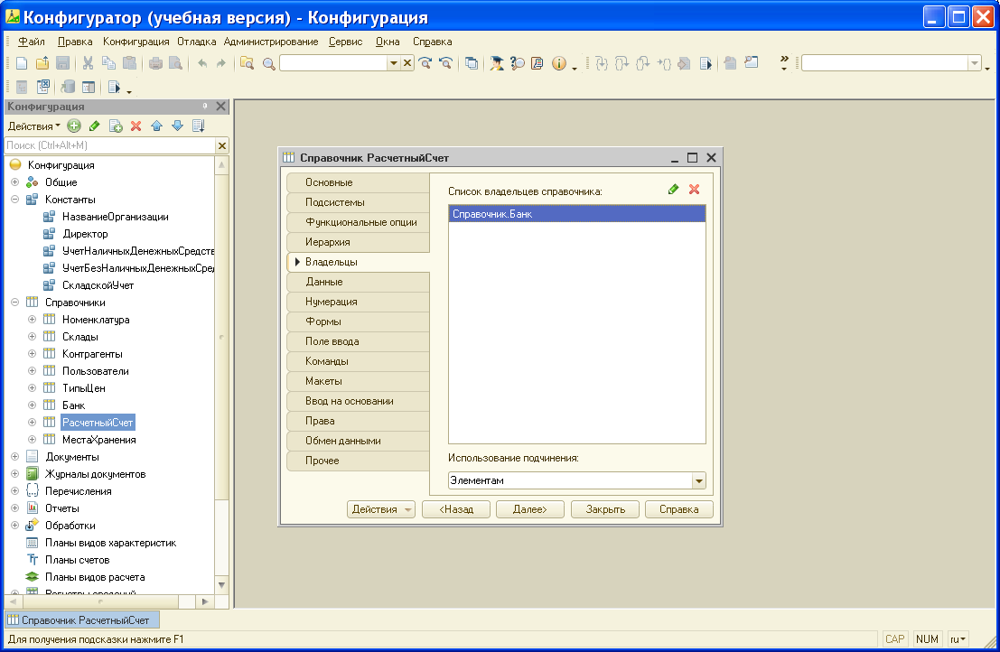 Конфигуратор (учебная версия) - Конфигурация
Файл Правка Конфигурация Отладка Администрирование Сервис Окна Справка
Конфигурация
Действия
Поиск (Ctrl+Alt+M)
Конфигурация
Общие
Константы
НазваниеОрганизации
Директор
УчетНаличныхДенежныхСредств
УчетБезНаличныхДенежныхСред
СкладскойУчет
Справочники
Номенклатура
Склады
Контрагенты
Пользователи
ТипыЦен
Банк
РасчетныйСчет
МестаХранения
Документы
Журналы документов
Перечисления
Отчеты
Обработки
Планы видов характеристик
Планы счетов
Планы видов расчета
Регистры сведений
Справочник РасчетныйСчет
Основные
Подсистемы
Функциональные опции
Иерархия
Владельцы
Данные
Нумерация
Формы
Поле ввода
Команды
Макеты
Ввод на основании
Права
Обмен данными
Прочее
Список владельцев справочника:
Справочник.Банк
Использование подчинения:
Элементам
Действия <Назад Далее> Закрыть Справка
Справочник РасчетныйСчет
Для получения подсказки нажмите F1 CAP NUM ru